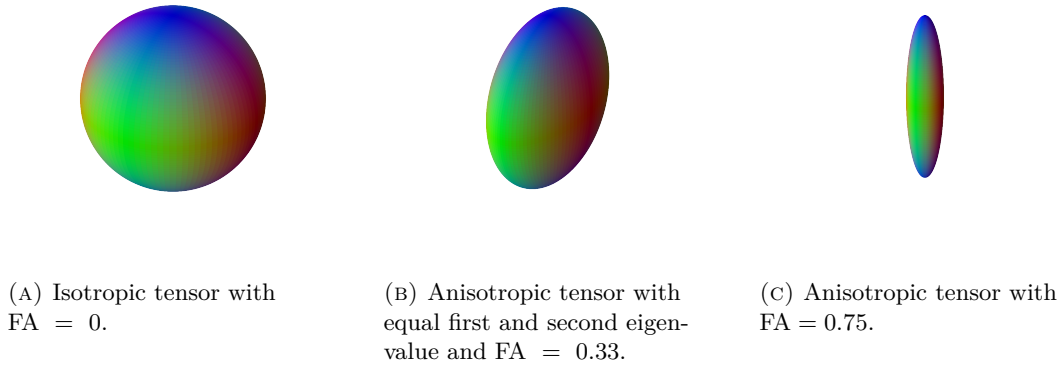 (A) Isotropic tensor with
FA = 0.
(B) Anisotropic tensor with
equal first and second eigen-
value and FA = 0.33.
(C) Anisotropic tensor with
FA = 0.75.